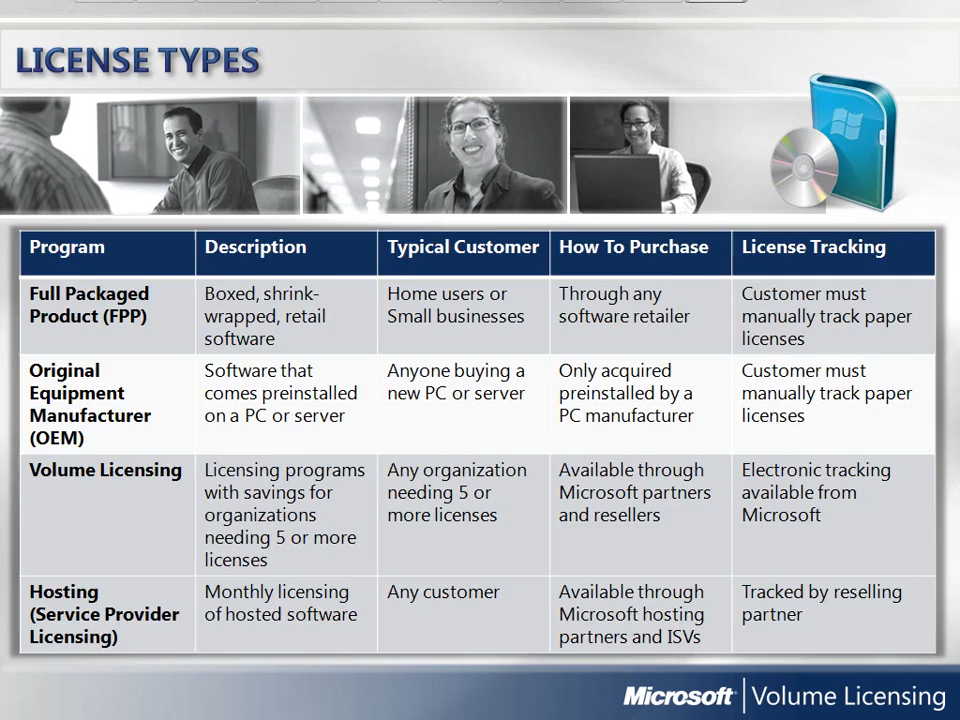 LICENSE TYPES
Program Description Typical Customer How To Purchase License Tracking
Full Packaged
Product (FPP)
Boxed, shrink-
wrapped, retail
software
Home users or
Small businesses
Through any
software retailer
Customer must
manually track paper
licenses
Original
Equipment
Manufacturer
(OEM)
Software that
comes preinstalled
on a PC or server
Anyone buying a
new PC or server
Only acquired
preinstalled by a
PC manufacturer
Customer must
manually track paper
licenses
Volume Licensing
Licensing programs
with savings for
organizations
needing 5 or more
licenses
Any organization
needing 5 or
more licenses
Available through
Microsoft partners
and resellers
Electronic tracking
available from
Microsoft
Hosting
(Service Provider
Licensing)
Monthly licensing
of hosted software
Any customer
Available through
Microsoft hosting
partners and ISVs
Tracked by reselling
partner
Microsoft | Volume Licensing